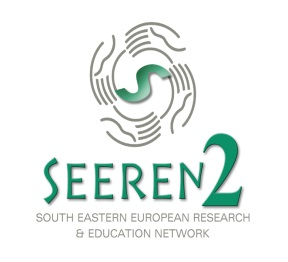 SEEREN2
SOUTH EASTERN EUROPEAN RESEARCH
& EDUCATION NETWORK